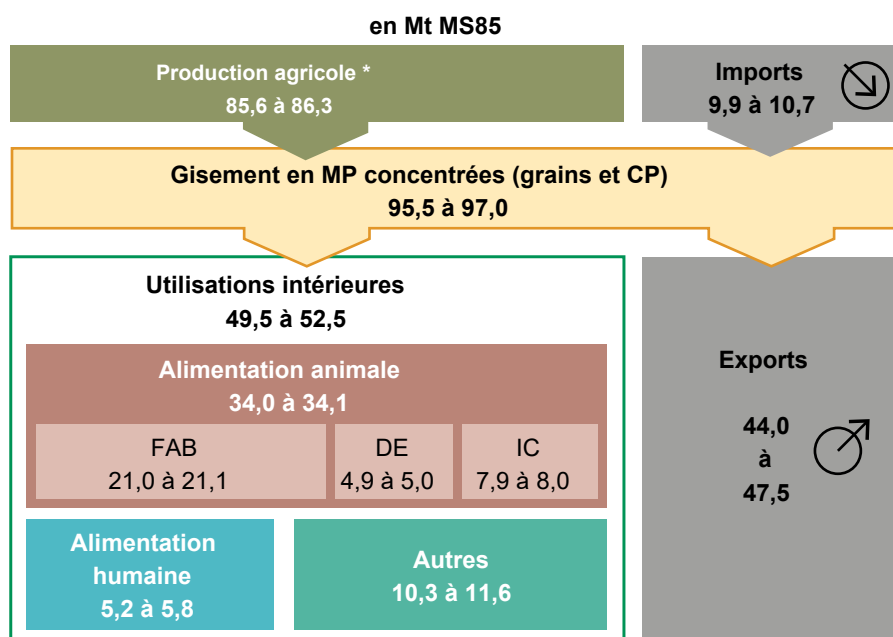 en Mt MS85
Production agricole *
85,6 à 86,3
Imports
9,9 à 10,7
Gisement en MP concentrées (grains et CP)
95,5 à 97,0
Utilisations intérieures
49,5 à 52,5
Alimentation animale
34,0 à 34,1
FAB
21,0 à 21,1
DE
4,9 à 5,0
IC
7,9 à 8,0
Alimentation
humaine
5,2 à 5,8
Autres
10,3 à 11,6
Exports
44,0
à
47,5